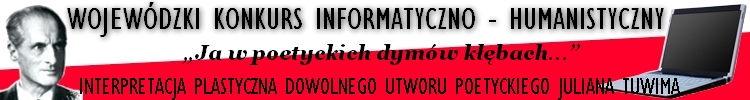 WOJEWÓDZKI KONKURS INFORMATYCZNO - HUMANISTYCZNY
„Ja w poetyckich dymów kłębach...”
INTERPRETACJA PLASTYCZNA DOWOLNEGO UTWORU POETYCKIEGO JULIANA TUWIMA